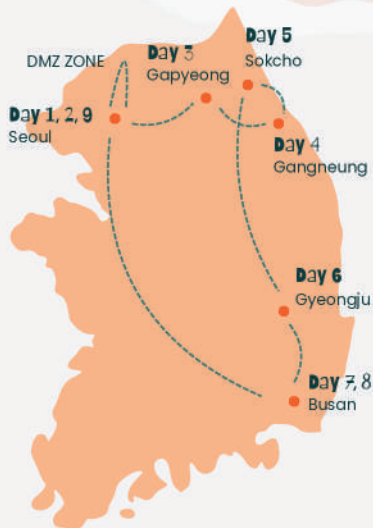 Day 5
Sokcho
Day 3
Gapyeong
DMZ ZONE
Day 1, 2, 9
Seoul
Day 4
Gangneung
Day 6
Gyeongju
Day 7, 8
Busan